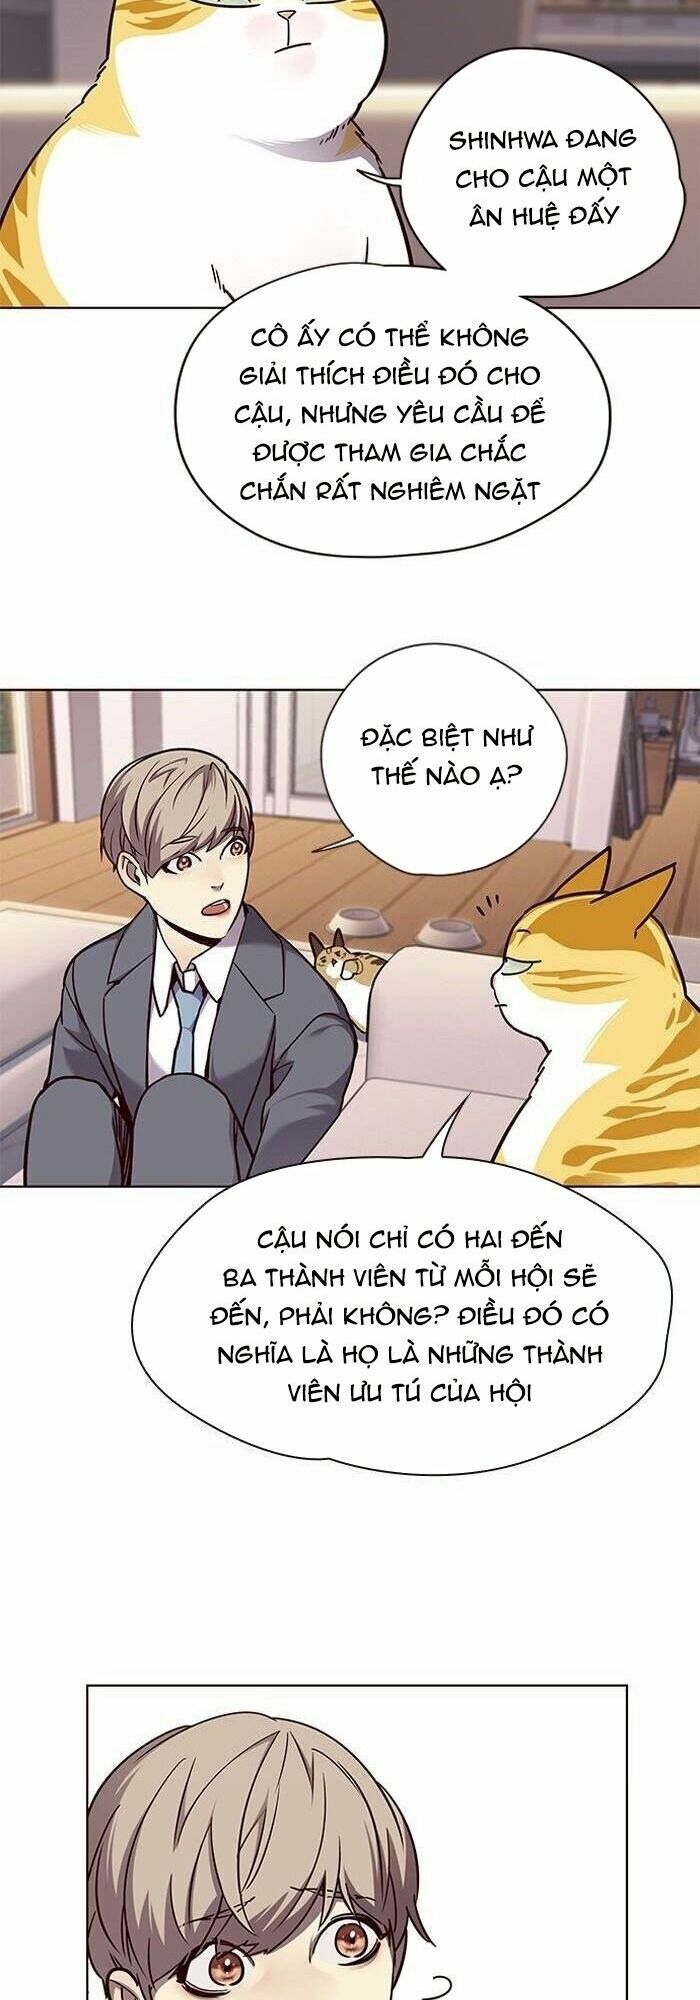 SHINHWA ĐANG
CHO CẬU MỘT
ÂN HUỆ ĐẤY
CÔ ẤY CÓ THỂ KHÔNG
GIẢI THÍCH ĐIỀU ĐÓ CHO
CẬU, NHƯNG YÊU CẦU ĐỂ
ĐƯỢC THAM GIA CHẮC
CHẮN RẤT NGHIÊM NGẶT
ĐẶC BIỆT NHƯ
THẾ NÀO Ạ?
CẬU NÓI CHỈ CÓ HAI ĐẾN
BA THÀNH VIÊN TỪ MỖI HỘI SẼ
ĐẾN, PHẢI KHÔNG? ĐIỀU ĐÓ CÓ
NGHĨA LÀ HỌ LÀ NHỮNG THÀNH
VIÊN ƯU TÚ CỦA HỘI